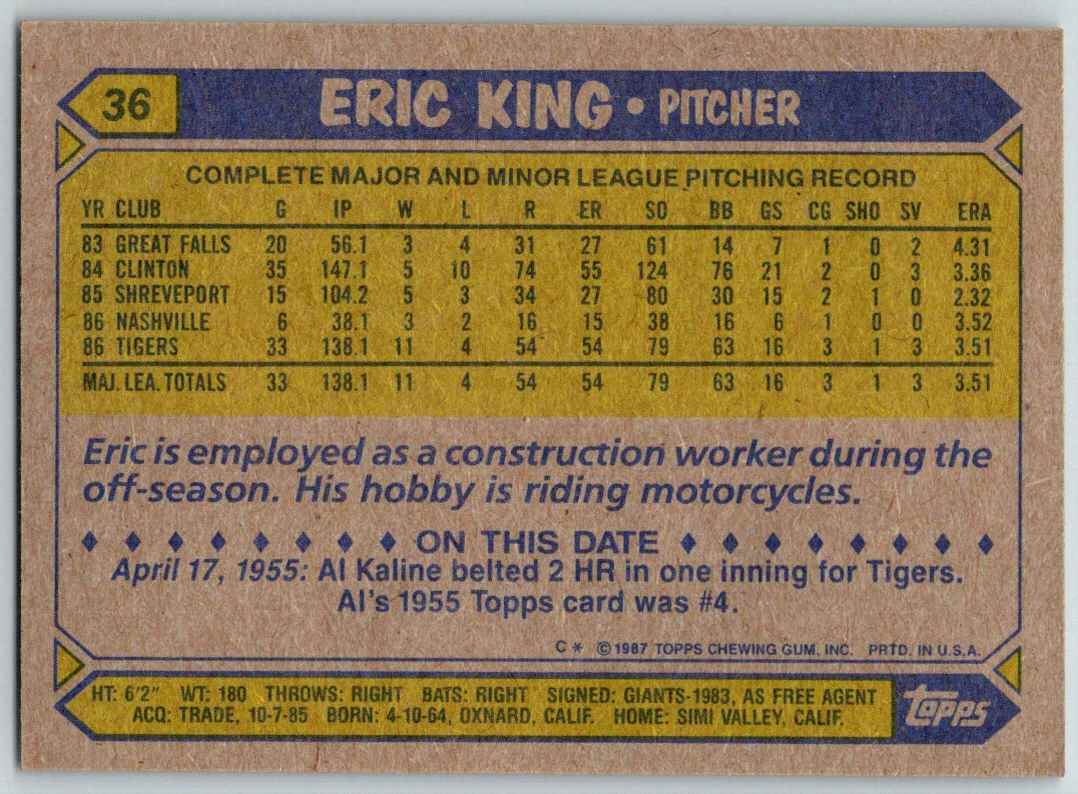 36 ERIC KING • PITCHER
COMPLETE MAJOR AND MINOR LEAGUE PITCHING RECORD
YR CLUB G IP W L R ER SO BB GS CG SHO SV ERA
83 GREAT FALLS 20 56.1 3 4 31 27 61 14 7 1 0 2 4.31
84 CLINTON 35 147.1 5 10 74 55 124 76 21 2 0 3 3.36
85 SHREVEPORT 15 104.2 5 3 34 27 80 30 15 2 1 0 2.32
86 NASHVILLE 6 38.1 3 2 16 15 38 16 6 1 0 0 3.52
86 TIGERS 33 138.1 11 4 54 54 79 63 16 3 1 3 3.51
MAJ. LEA. TOTALS 33 138.1 11 4 54 54 79 63 16 3 1 3 3.51
Eric is employed as a construction worker during the
off-season. His hobby is riding motorcycles.
♦ ♦ ♦ ♦ ♦ ♦ ♦ ♦ ON THIS DATE ♦ ♦ ♦ ♦ ♦ ♦ ♦ ♦
April 17, 1955: Al Kaline belted 2 HR in one inning for Tigers.
Al's 1955 Topps card was #4.
C * © 1987 TOPPS CHEWING GUM, INC. PRTD. IN U.S.A.
HT: 6'2" WT: 180 THROWS: RIGHT BATS: RIGHT SIGNED: GIANTS-1983, AS FREE AGENT
ACQ: TRADE, 10-7-85 BORN: 4-10-64, OXNARD, CALIF. HOME: SIMI VALLEY, CALIF.
topps